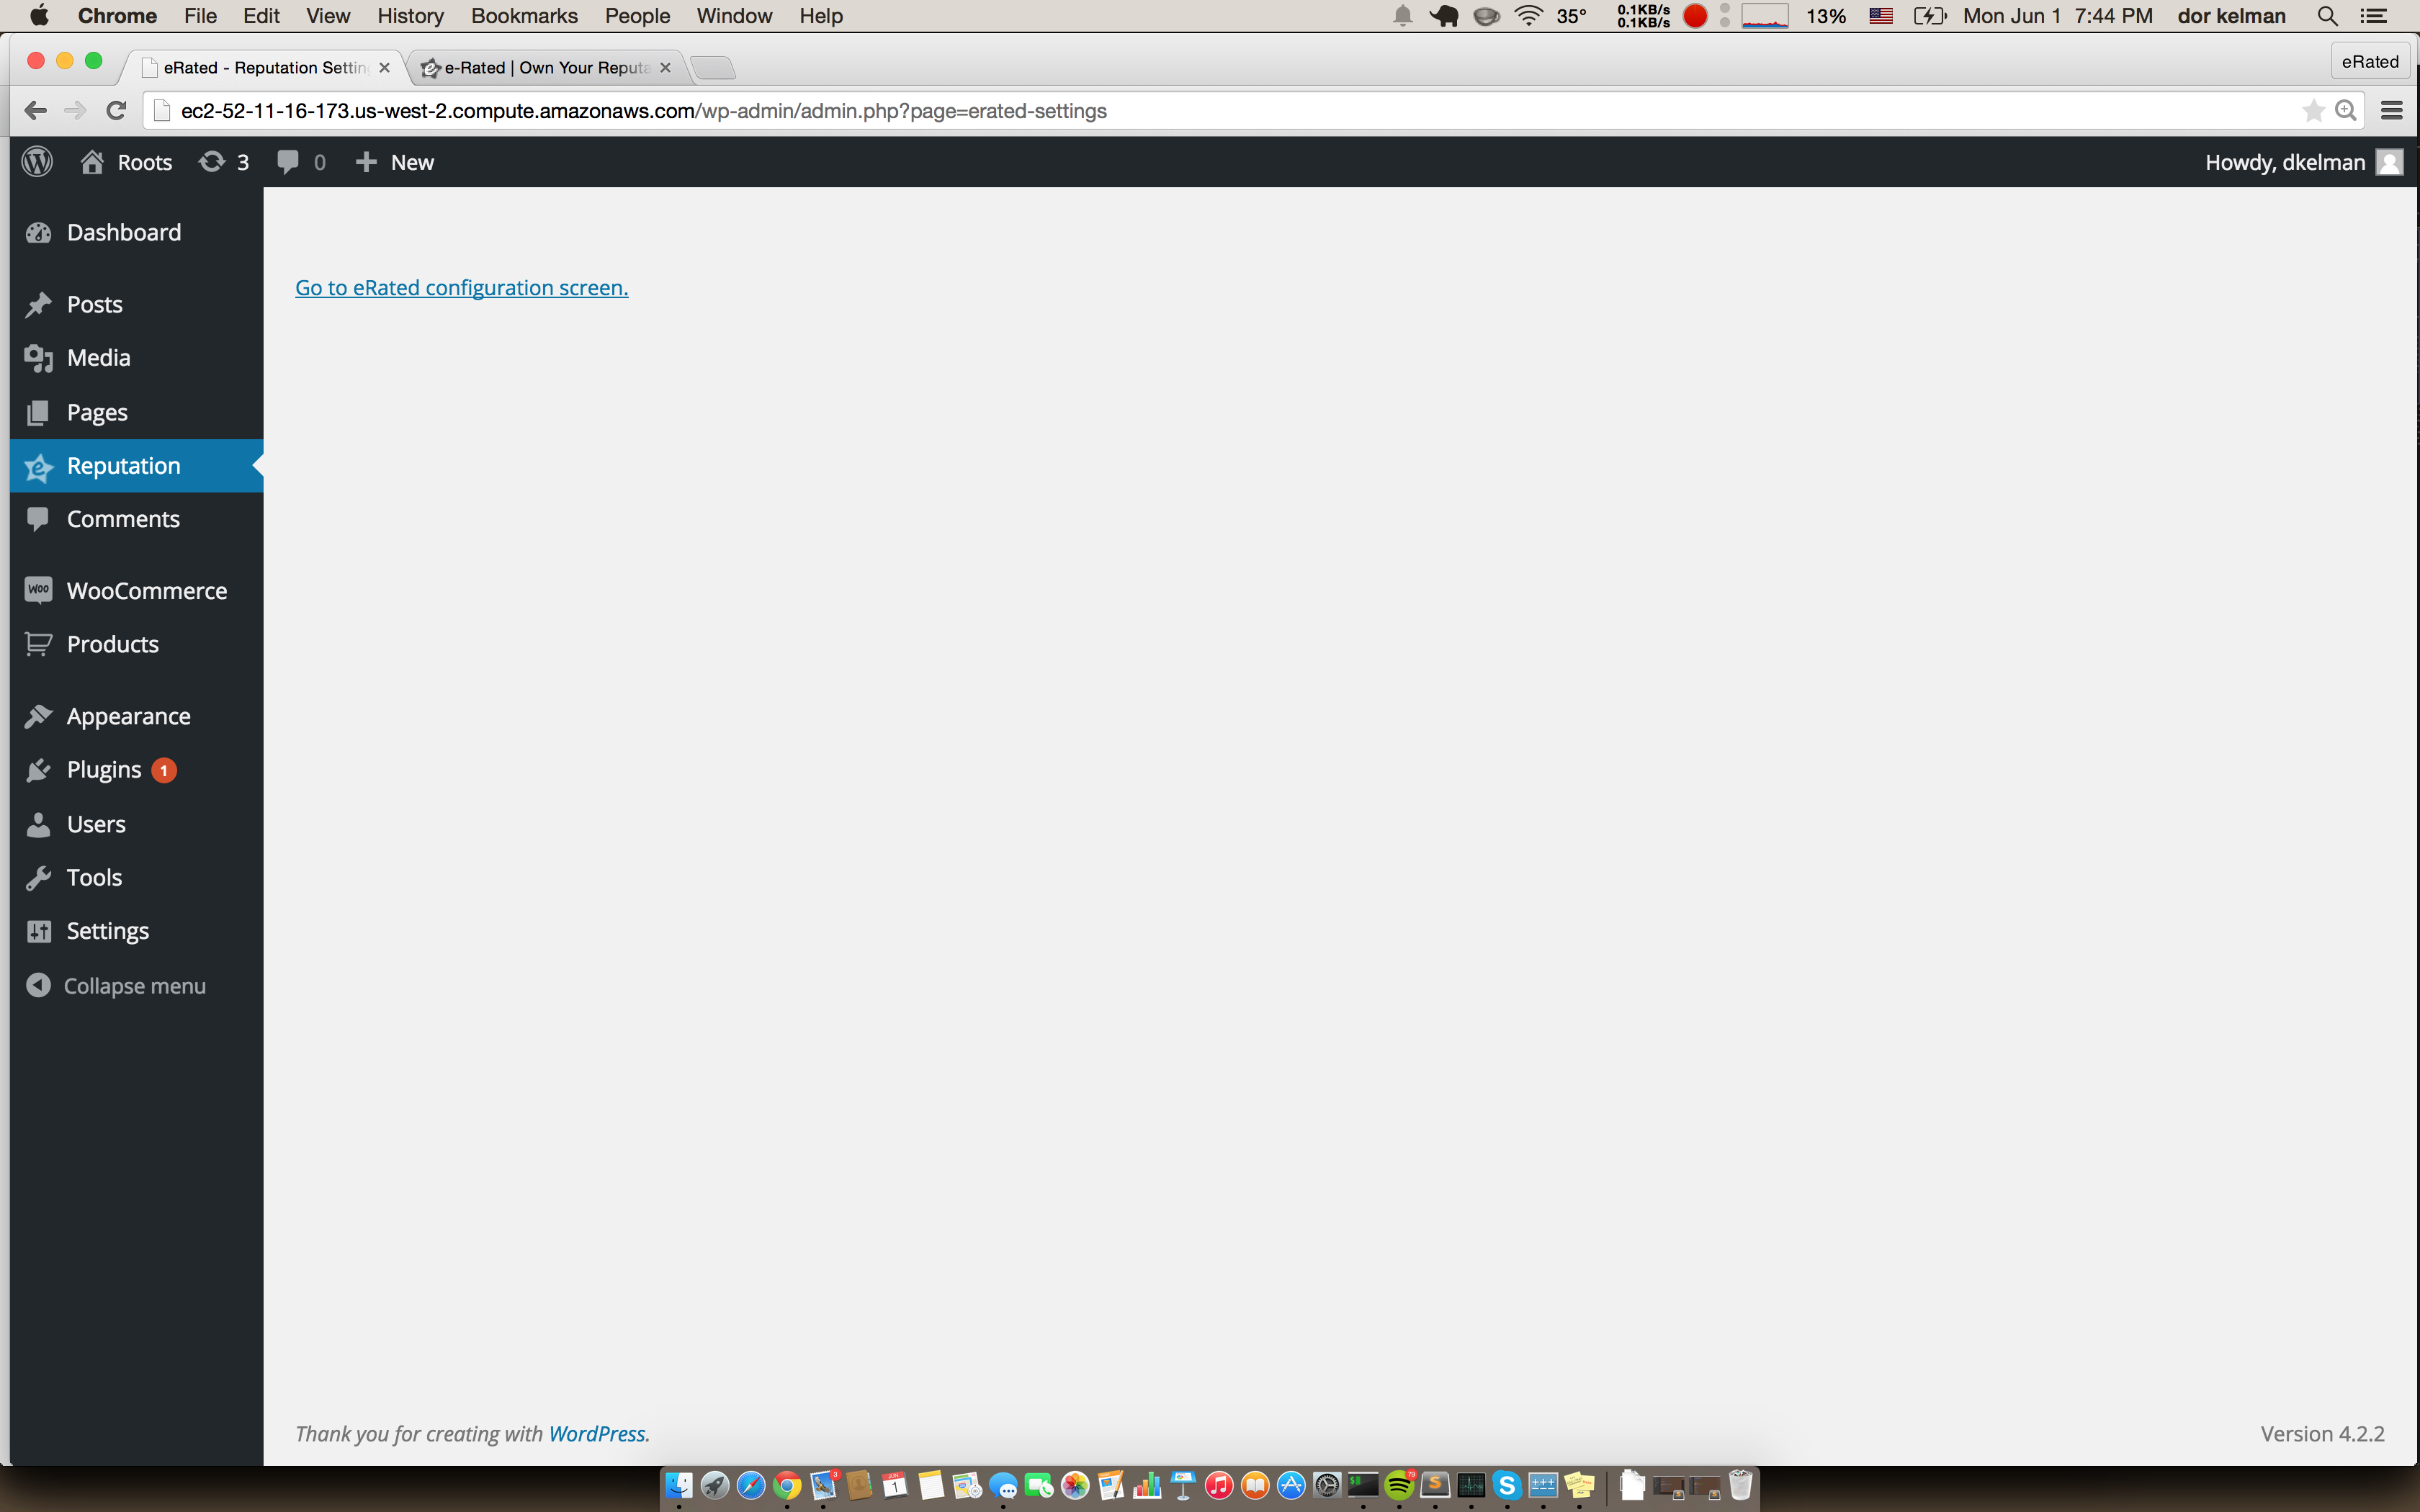 Chrome File Edit View History Bookmarks People Window Help 35° 0.1KB/s 0.1KB/s 13% Mon Jun 1 7:44 PM dor kelman
eRated - Reputation Settin e-Rated | Own Your Reputa eRated
ec2-52-11-16-173.us-west-2.compute.amazonaws.com/wp-admin/admin.php?page=erated-settings
Roots 3 0 New Howdy, dkelman
Dashboard
Go to eRated configuration screen.
Posts
Media
Pages
Reputation
Comments
WooCommerce
Products
Appearance
Plugins 1
Users
Tools
Settings
Collapse menu
Thank you for creating with WordPress.
Version 4.2.2